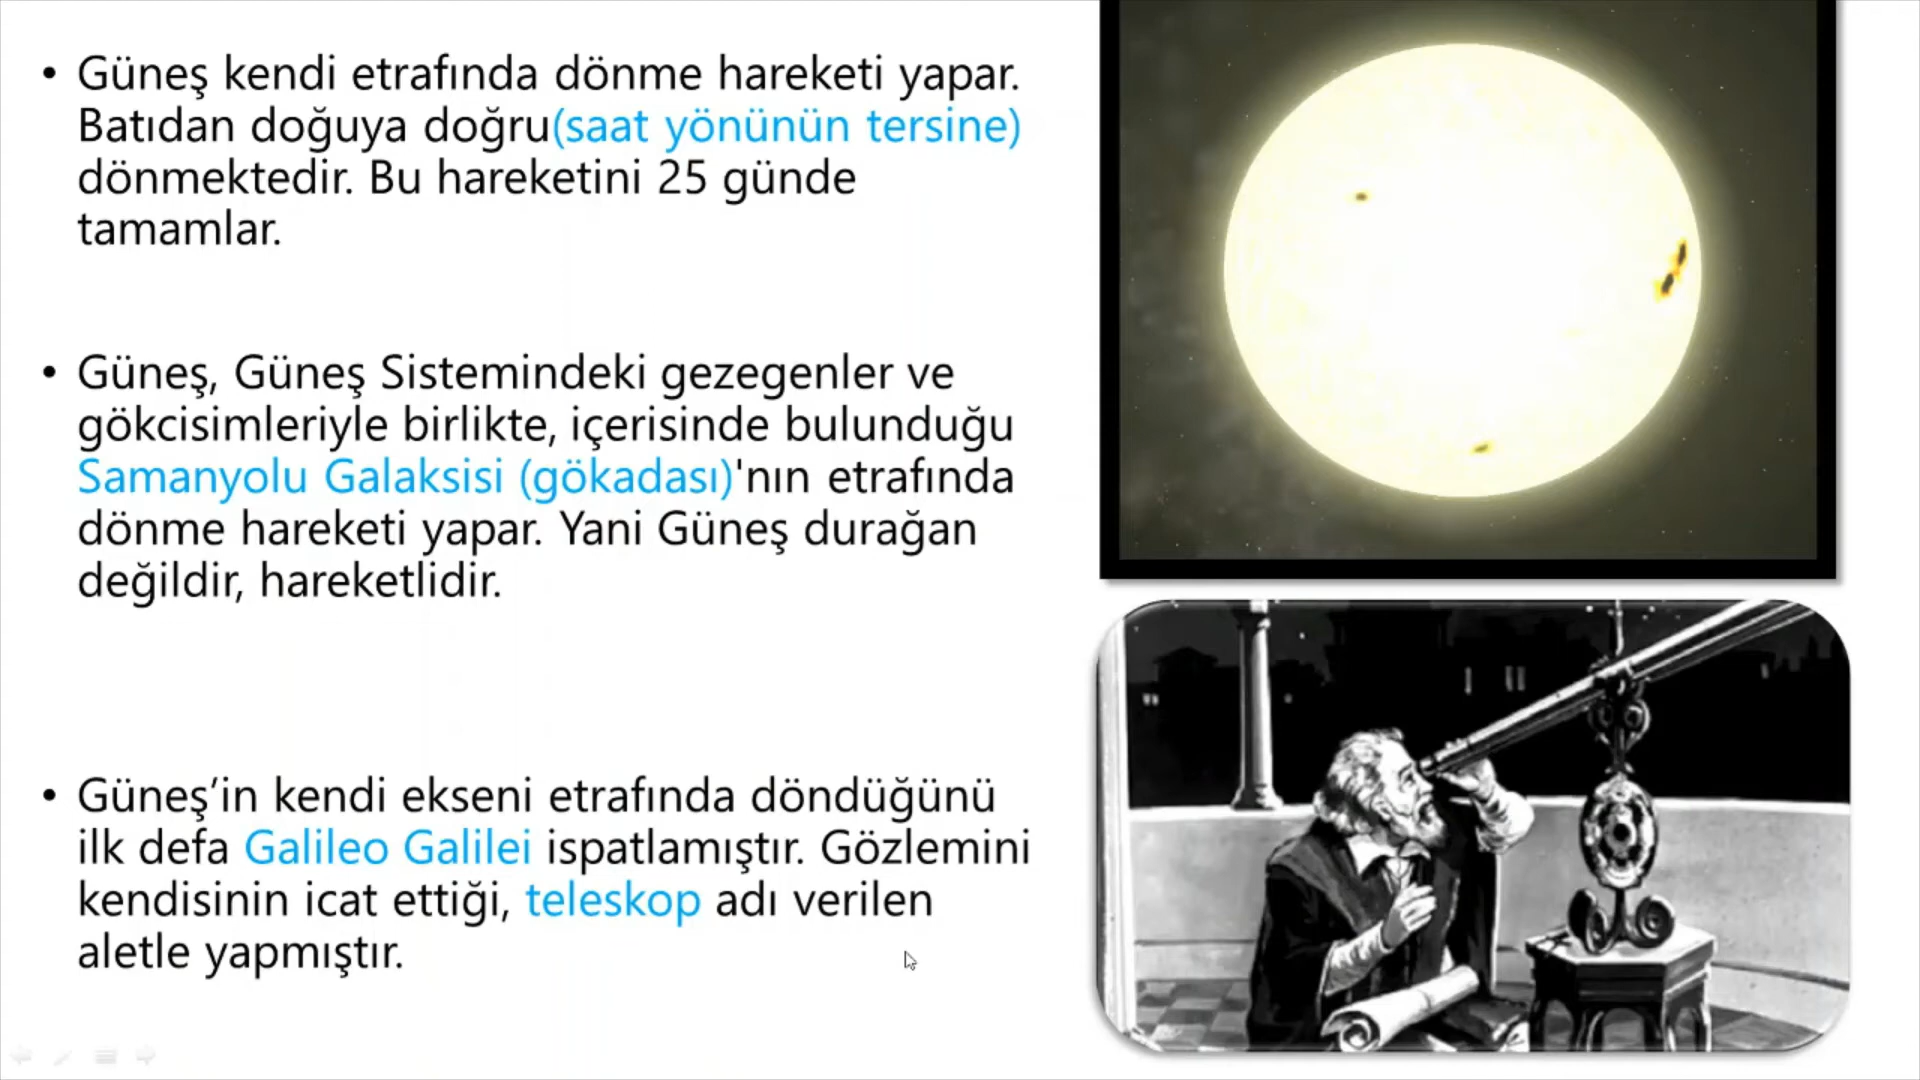 • Güneş kendi etrafında dönme hareketi yapar.
Batıdan doğuya doğru(saat yönünün tersine)
dönmektedir. Bu hareketini 25 günde
tamamlar.
• Güneş, Güneş Sistemindeki gezegenler ve
gökcisimleriyle birlikte, içerisinde bulunduğu
Samanyolu Galaksisi (gökadası)'nın etrafında
dönme hareketi yapar. Yani Güneş durağan
değildir, hareketlidir.
• Güneş’in kendi ekseni etrafında döndüğünü
ilk defa Galileo Galilei ispatlamıştır. Gözlemini
kendisinin icat ettiği, teleskop adı verilen
aletle yapmıştır.